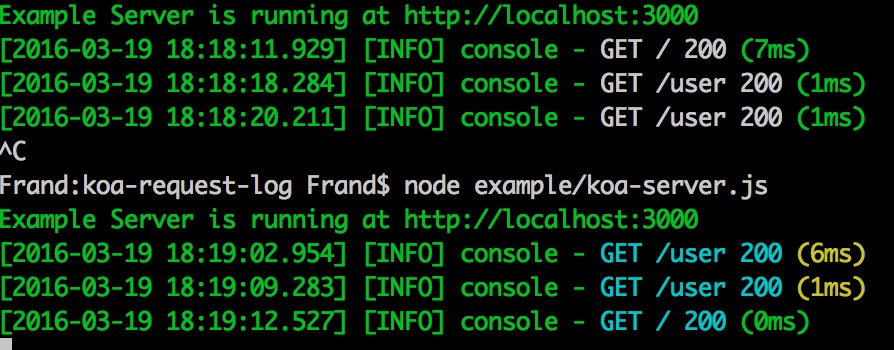 Example Server is running at http://localhost:3000
[2016-03-19 18:18:11.929] [INFO] console - GET / 200 (7ms)
[2016-03-19 18:18:18.284] [INFO] console - GET /user 200 (1ms)
[2016-03-19 18:18:20.211] [INFO] console - GET /user 200 (1ms)
^C
Frand:koa-request-log Frand$ node example/koa-server.js
Example Server is running at http://localhost:3000
[2016-03-19 18:19:02.954] [INFO] console - GET /user 200 (6ms)
[2016-03-19 18:19:09.283] [INFO] console - GET /user 200 (1ms)
[2016-03-19 18:19:12.527] [INFO] console - GET / 200 (0ms)